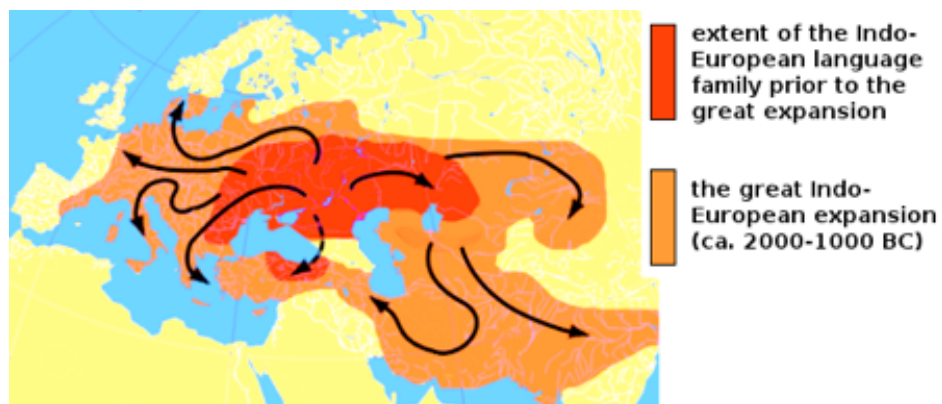 extent of the Indo-
European language
family prior to the
great expansion
the great Indo-
European expansion
(ca. 2000-1000 BC)